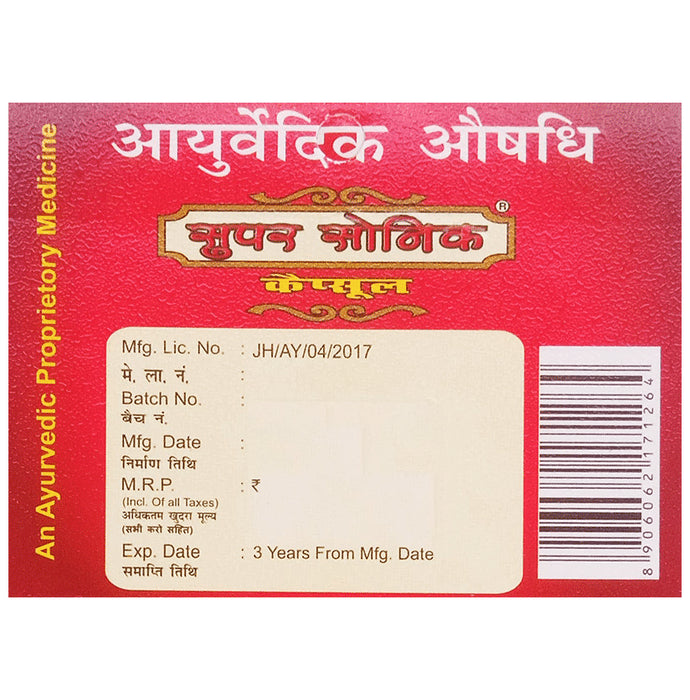 आयुर्वेदिक औषधि
An Ayurvedic Proprietory Medicine
सुपर सोनिक ®
कैप्सूल
Mfg. Lic. No. : JH/AY/04/2017
मे. ला. नं. :
Batch No. :
बैच नं.
Mfg. Date :
निर्माण तिथि
M.R.P. : ₹
(Incl. Of all Taxes)
अधिकतम खुदरा मूल्य
(सभी करो सहित)
Exp. Date : 3 Years From Mfg. Date
समाप्ति तिथि
8906062171264